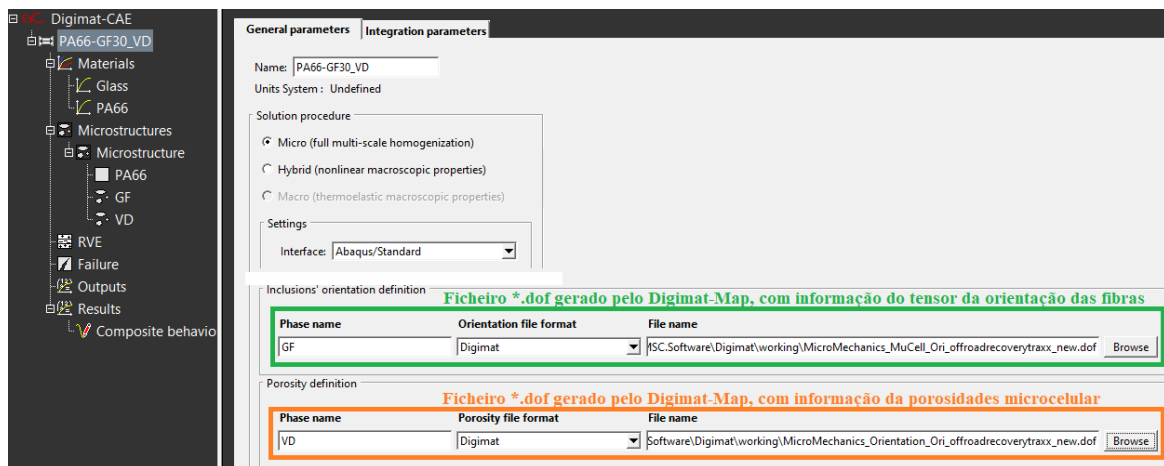 Digimat-CAE
PA66-GF30_VD
Materials
Glass
PA66
Microstructures
Microstructure
PA66
GF
VD
RVE
Failure
Outputs
Results
Composite behavio
General parameters
Integration parameters
Name: PA66-GF30_VD
Units System : Undefined
Solution procedure
Micro (full multi-scale homogenization)
Hybrid (nonlinear macroscopic properties)
Macro (thermoelastic macroscopic properties)
Settings
Interface: Abaqus/Standard
Inclusions' orientation definition
Ficheiro *.dof gerado pelo Digimat-Map, com informação do tensor da orientação das fibras
Phase name Orientation file format File name
GF Digimat MSC.Software\Digimat\working\MicroMechanics_MuCell_Ori_offroadrecoverytraxx_new.dof Browse
Porosity definition
Ficheiro *.dof gerado pelo Digimat-Map, com informação da porosidades microcelular
Phase name Porosity file format File name
VD Digimat Software\Digimat\working\MicroMechanics_Orientation_Ori_offroadrecoverytraxx_new.dof Browse